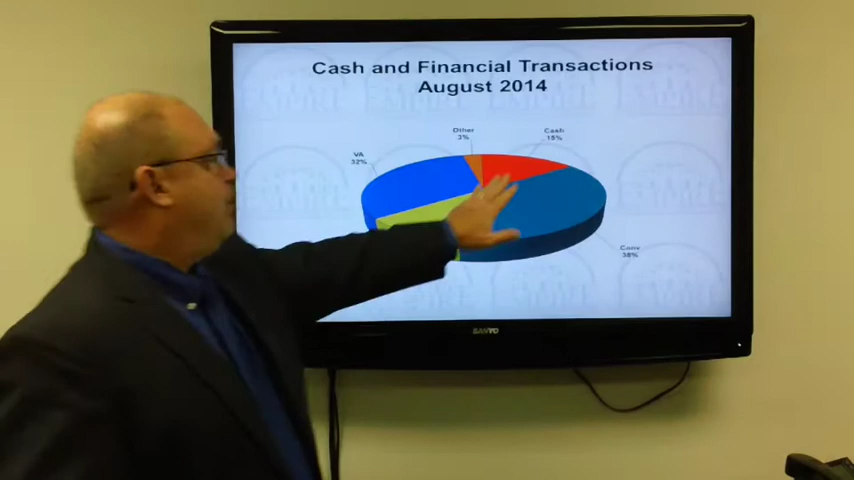 Cash and Financial Transactions
August 2014
Other
3%
Cash
15%
VA
32%
Conv
38%
SANYO